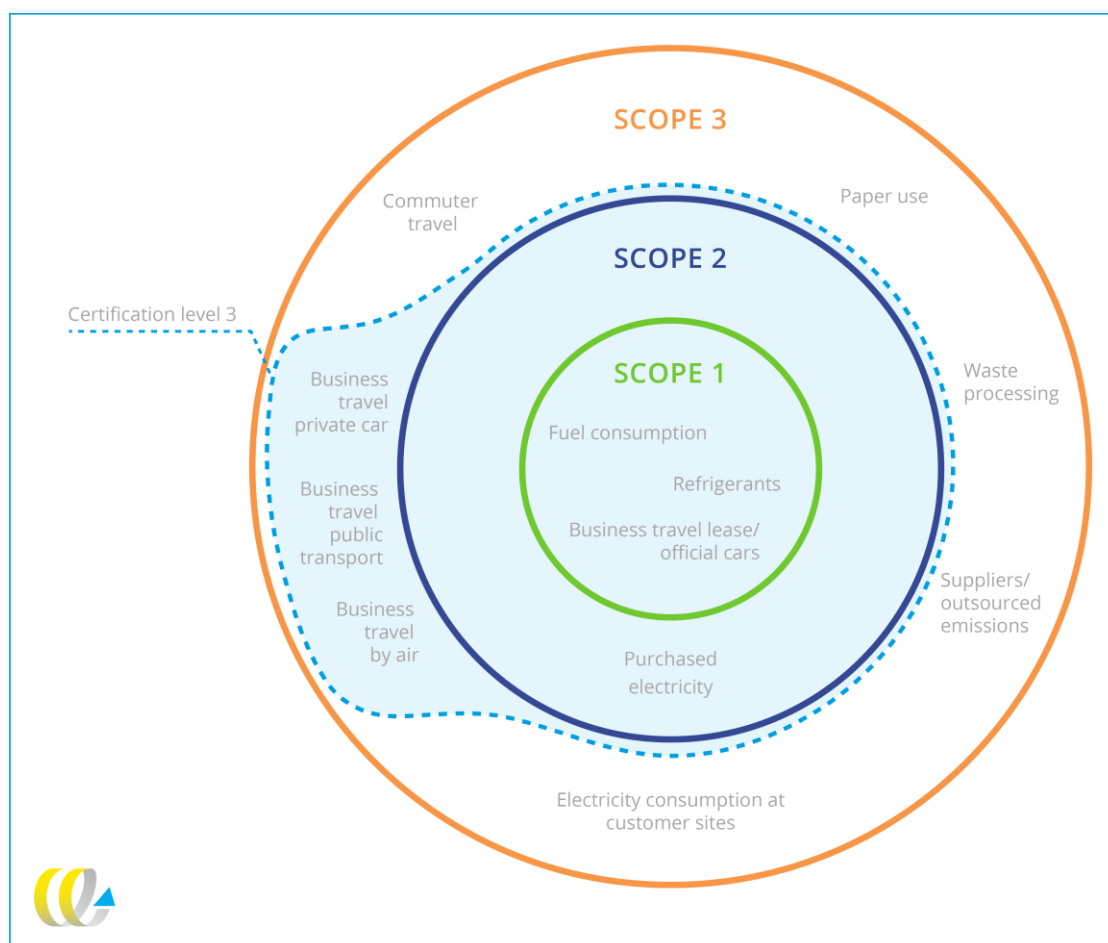 SCOPE 3
Commuter
travel
Paper use
SCOPE 2
Certification level 3
SCOPE 1
Business
travel
private car
Waste
processing
Fuel consumption
Refrigerants
Business
travel
public
transport
Business travel lease/
official cars
Suppliers/
outsourced
emissions
Business
travel
by air
Purchased
electricity
Electricity consumption at
customer sites